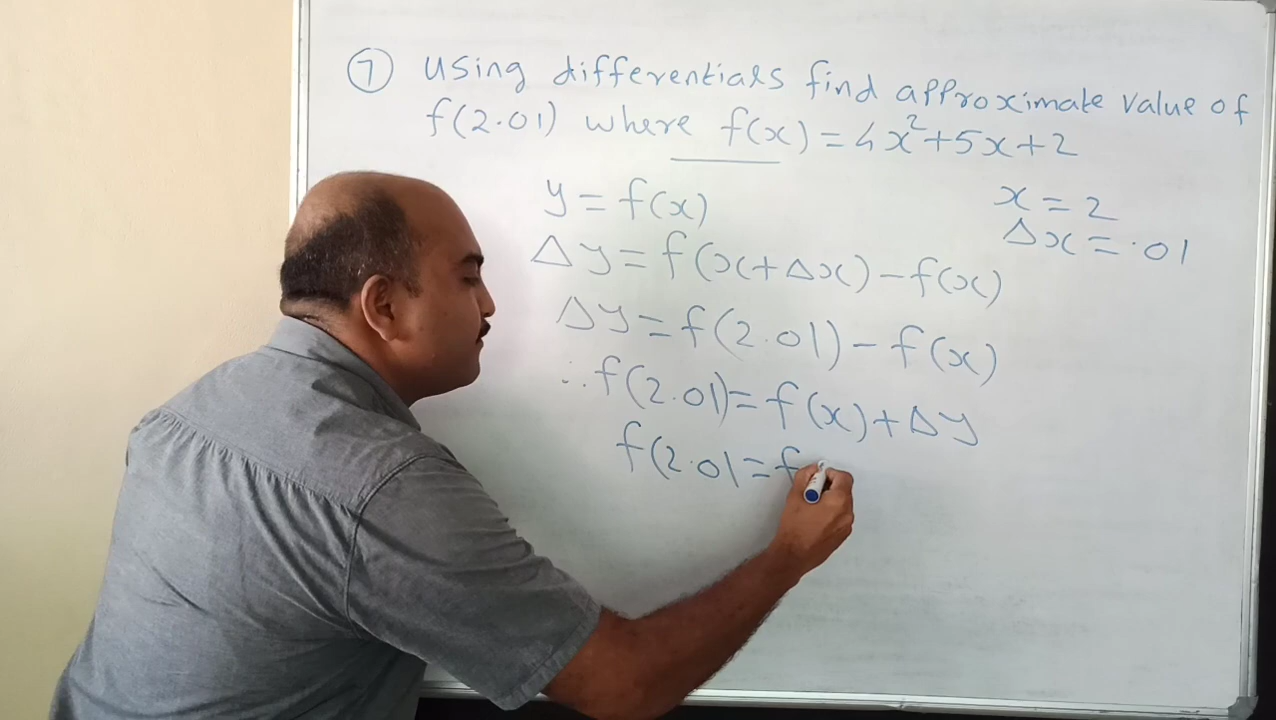 ⑦ Using differentials find approximate value of
f(2.01) where f(x) = 4x²+5x+2
y = f(x)
x = 2
Δx = .01
Δy = f(x+Δx) - f(x)
Δy = f(2.01) - f(x)
∴ f(2.01) = f(x) + Δy
f(2.01 = f